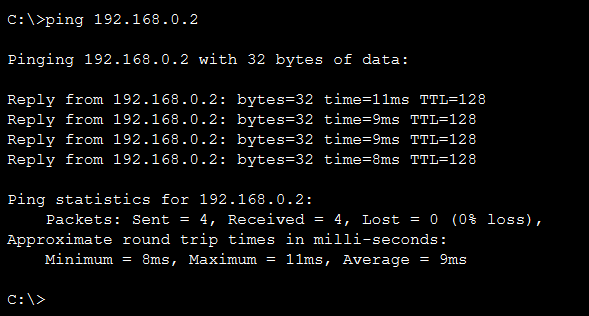 C:\>ping 192.168.0.2
Pinging 192.168.0.2 with 32 bytes of data:
Reply from 192.168.0.2: bytes=32 time=11ms TTL=128
Reply from 192.168.0.2: bytes=32 time=9ms TTL=128
Reply from 192.168.0.2: bytes=32 time=9ms TTL=128
Reply from 192.168.0.2: bytes=32 time=8ms TTL=128
Ping statistics for 192.168.0.2:
    Packets: Sent = 4, Received = 4, Lost = 0 (0% loss),
Approximate round trip times in milli-seconds:
    Minimum = 8ms, Maximum = 11ms, Average = 9ms
C:\>